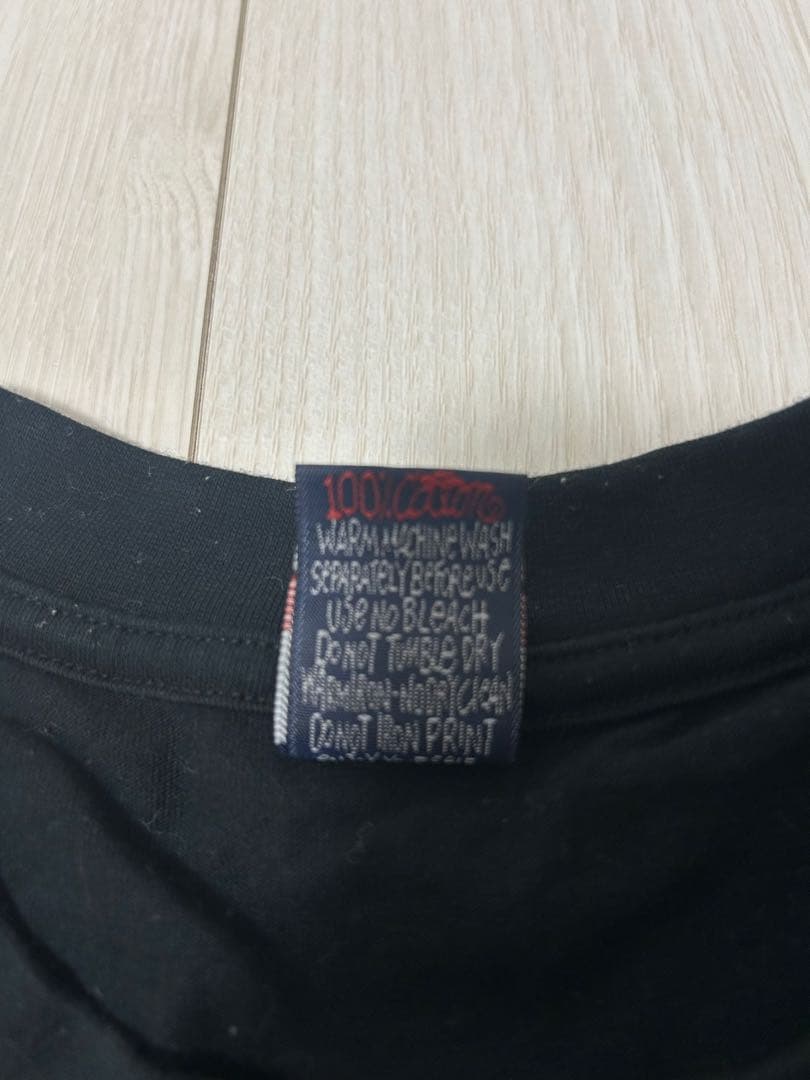 100% Cotton
WARM MACHINE WASH
SEPARATELY BEFORE USE
USE NO BLEACH
DO NOT TUMBLE DRY
DO NOT IRON PRINT